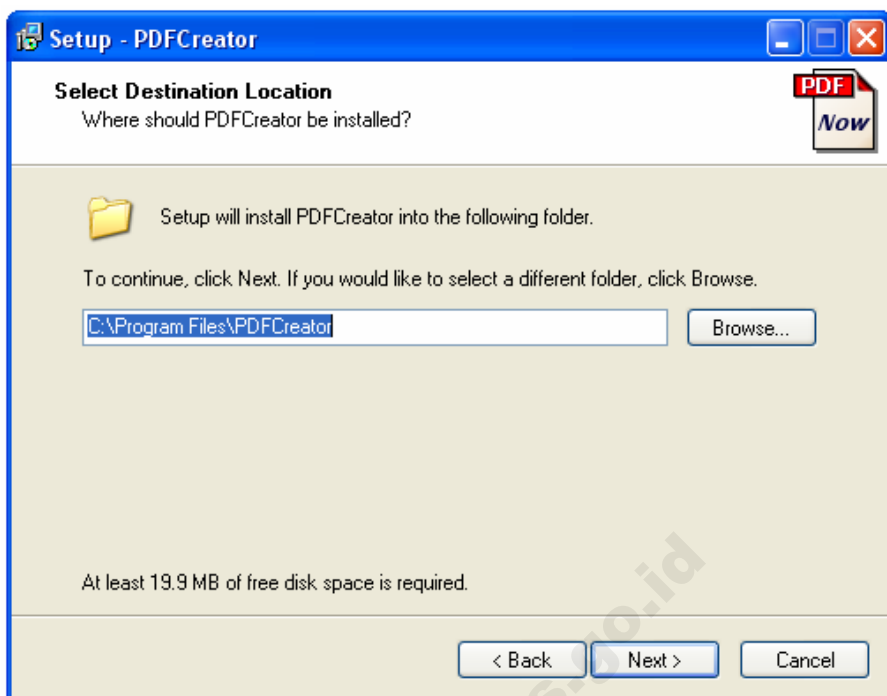 Setup - PDFCreator
Select Destination Location
Where should PDFCreator be installed?
PDF
Now
Setup will install PDFCreator into the following folder.
To continue, click Next. If you would like to select a different folder, click Browse.
C:\Program Files\PDFCreator
Browse...
At least 19.9 MB of free disk space is required.
s.go.id
< Back
Next >
Cancel